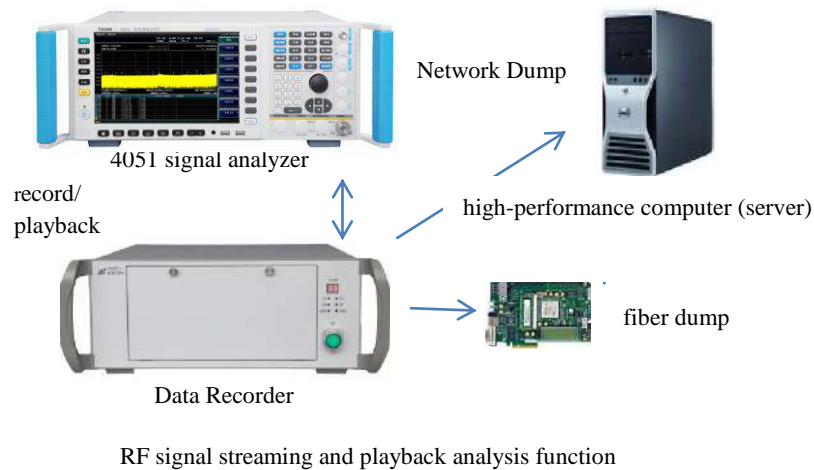 Network Dump
4051 signal analyzer
record/
playback
high-performance computer (server)
fiber dump
Data Recorder
RF signal streaming and playback analysis function